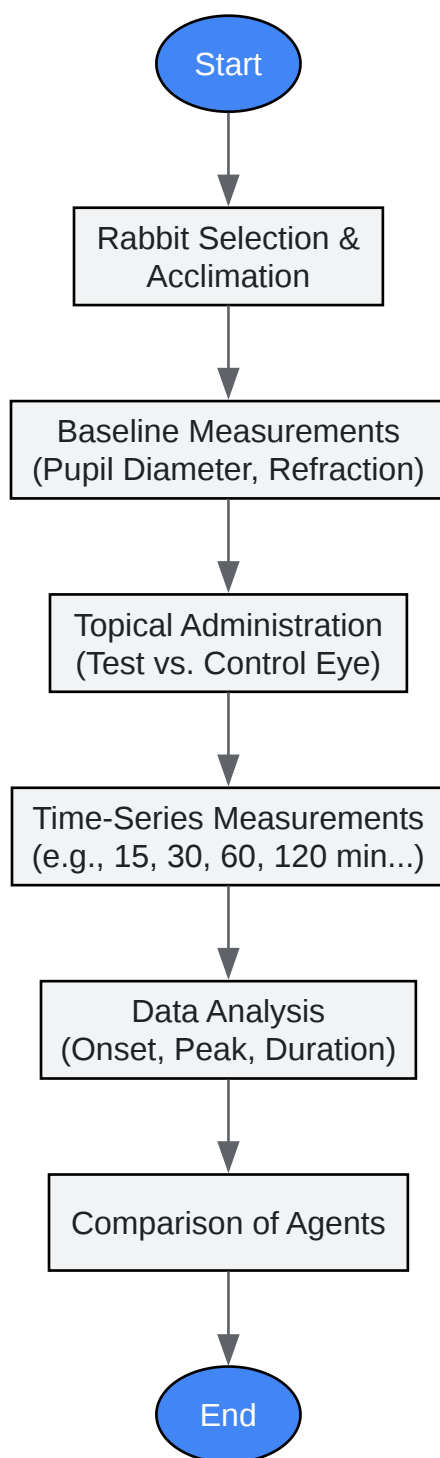 Start
Rabbit Selection &
Acclimation
Baseline Measurements
(Pupil Diameter, Refraction)
Topical Administration
(Test vs. Control Eye)
Time-Series Measurements
(e.g., 15, 30, 60, 120 min...)
Data Analysis
(Onset, Peak, Duration)
Comparison of Agents
End